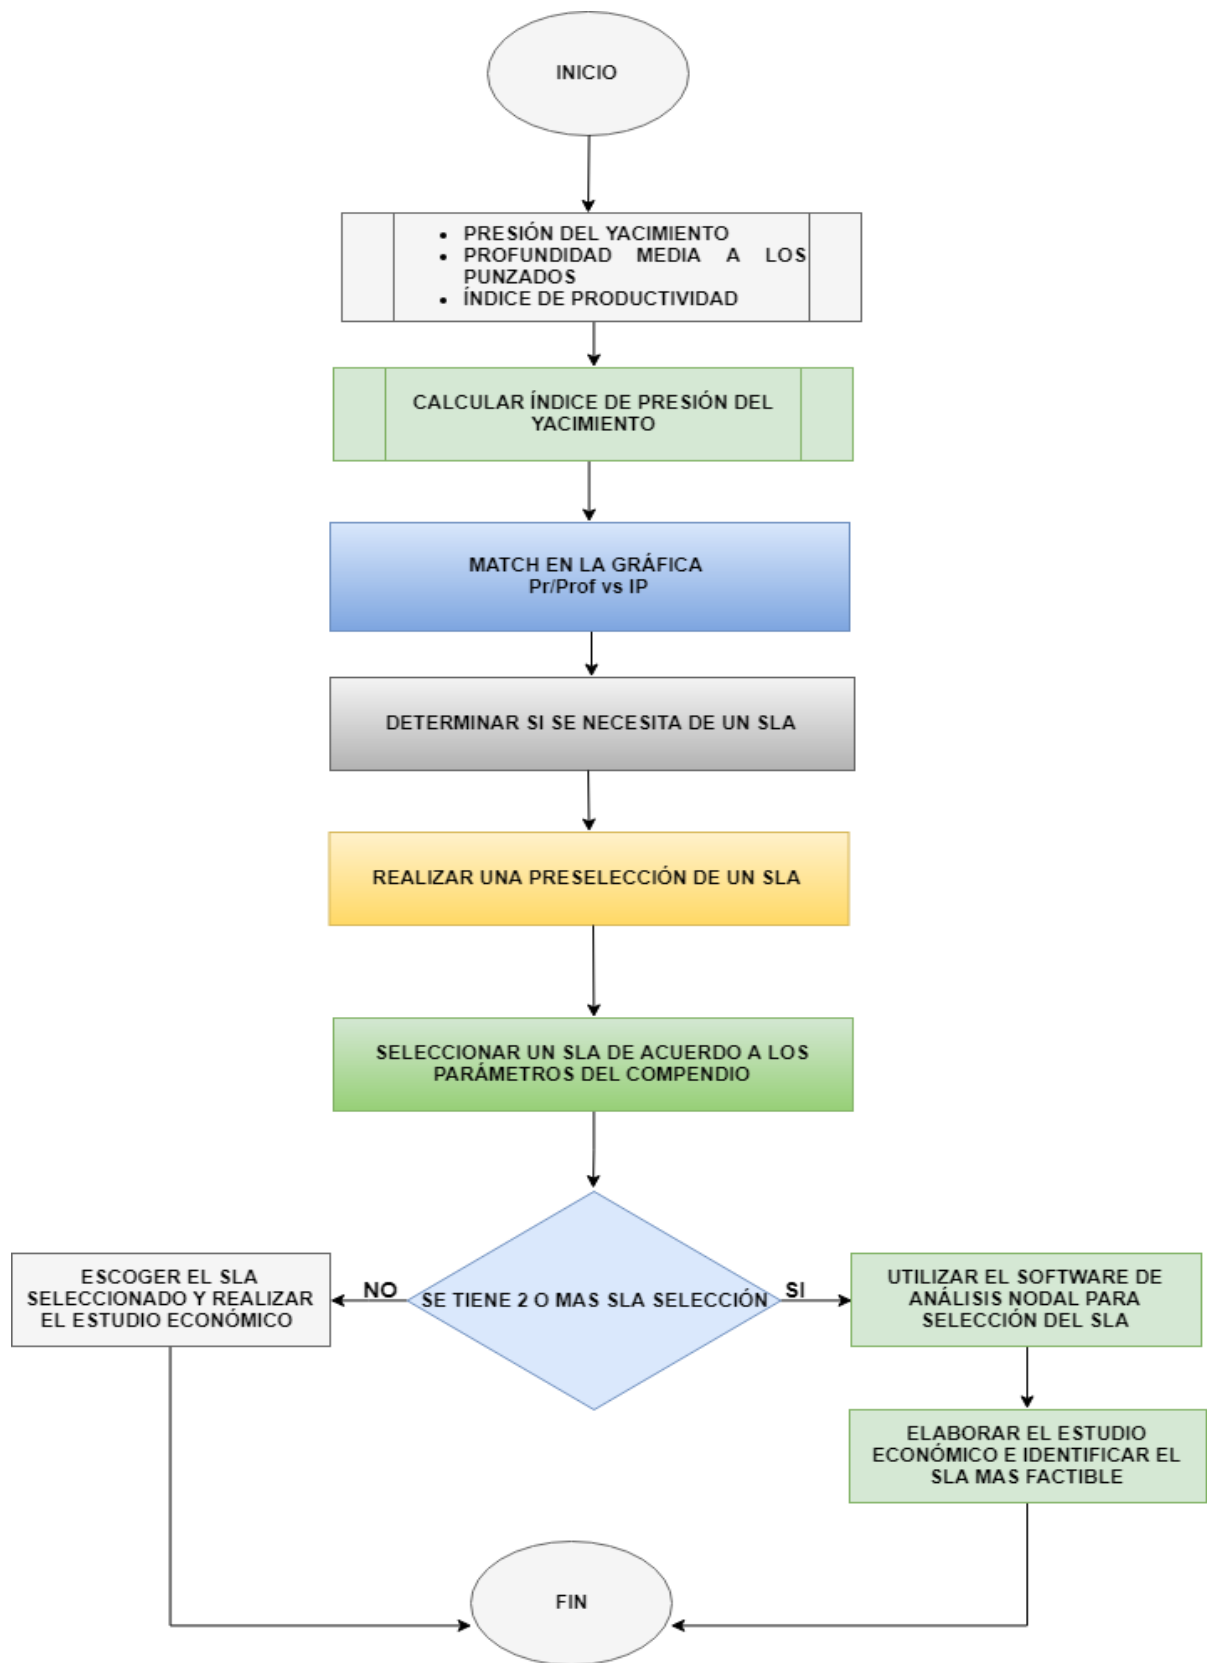 INICIO
• PRESIÓN DEL YACIMIENTO
• PROFUNDIDAD MEDIA A LOS
PUNZADOS
• ÍNDICE DE PRODUCTIVIDAD
CALCULAR ÍNDICE DE PRESIÓN DEL
YACIMIENTO
MATCH EN LA GRÁFICA
Pr/Prof vs IP
DETERMINAR SI SE NECESITA DE UN SLA
REALIZAR UNA PRESELECCIÓN DE UN SLA
SELECCIONAR UN SLA DE ACUERDO A LOS
PARÁMETROS DEL COMPENDIO
SE TIENE 2 O MAS SLA SELECCIÓN
NO
ESCOGER EL SLA
SELECCIONADO Y REALIZAR
EL ESTUDIO ECONÓMICO
SI
UTILIZAR EL SOFTWARE DE
ANÁLISIS NODAL PARA
SELECCIÓN DEL SLA
ELABORAR EL ESTUDIO
ECONÓMICO E IDENTIFICAR EL
SLA MAS FACTIBLE
FIN